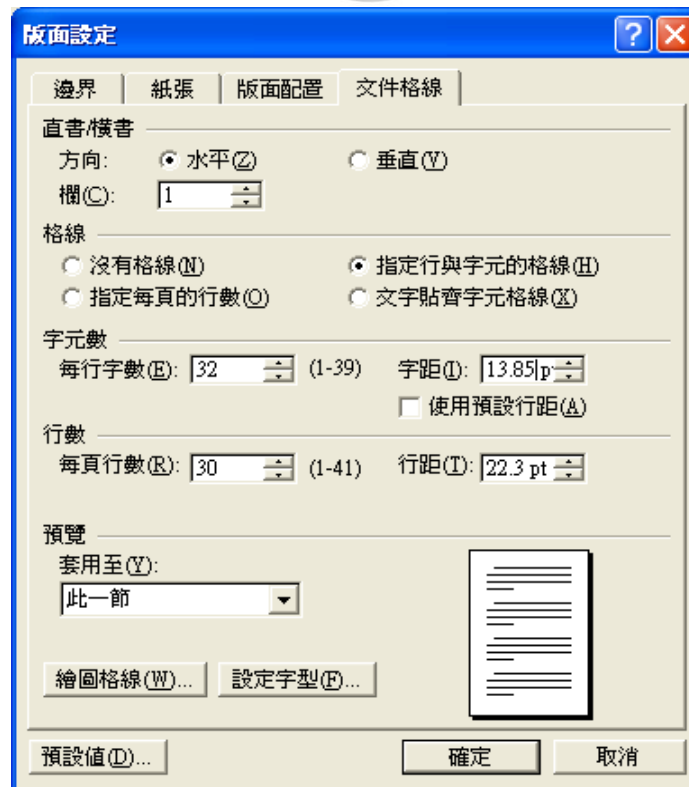 版面設定
邊界 紙張 版面配置 文件格線
直書/橫書
方向: 水平(Z) 垂直(V)
欄(C): 1
格線
沒有格線(N) 指定行與字元的格線(H)
指定每頁的行數(O) 文字貼齊字元格線(X)
字元數
每行字數(E): 32 (1-39) 字距(I): 13.85 p
使用預設行距(A)
行數
每頁行數(R): 30 (1-41) 行距(T): 22.3 pt
預覽
套用至(Y):
此一節
繪圖格線(W)... 設定字型(F)...
預設值(D)... 確定 取消